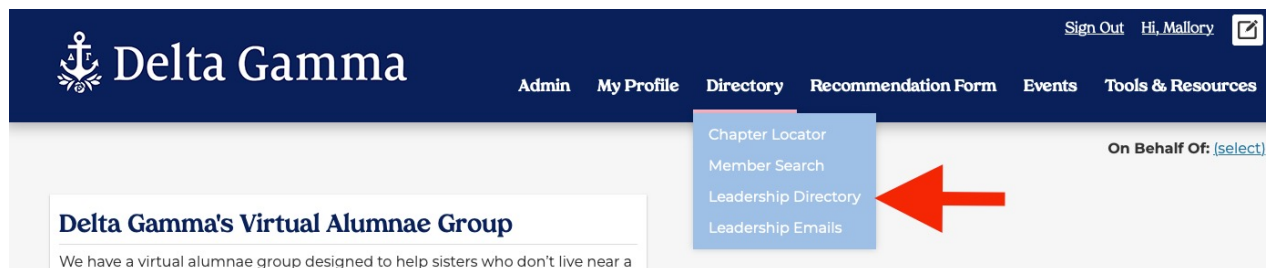 Sign Out Hi, Mallory
Delta Gamma
Admin My Profile Directory Recommendation Form Events Tools & Resources
Chapter Locator
Member Search
Leadership Directory
Leadership Emails
On Behalf Of: (select)
Delta Gamma's Virtual Alumnae Group
We have a virtual alumnae group designed to help sisters who don't live near a